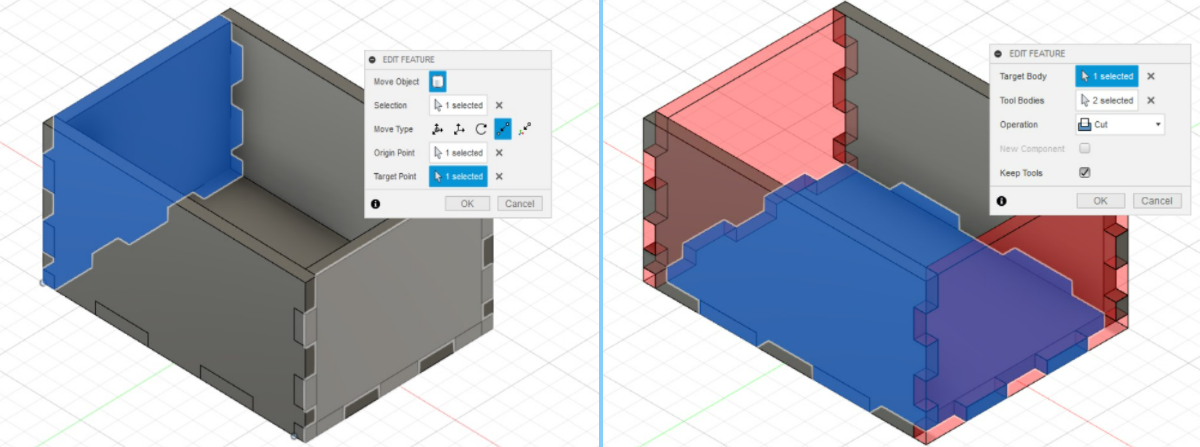 EDIT FEATURE
Move Object
Selection 1 selected
Move Type
Origin Point 1 selected
Target Point 1 selected
OK Cancel
EDIT FEATURE
Target Body 1 selected
Tool Bodies 2 selected
Operation Cut
New Component
Keep Tools
OK Cancel